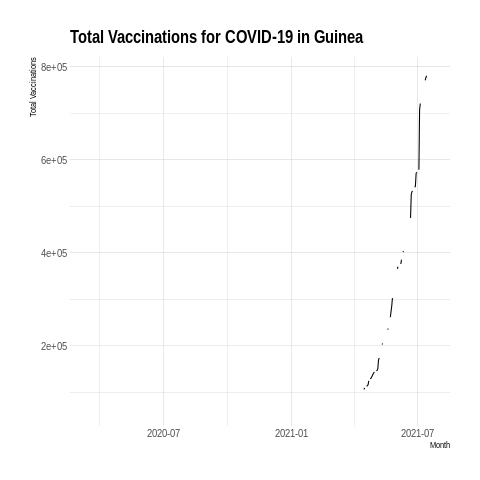 Total Vaccinations for COVID-19 in Guinea
Total Vaccinations
8e+05
6e+05
4e+05
2e+05
2020-07
2021-01
2021-07
Month